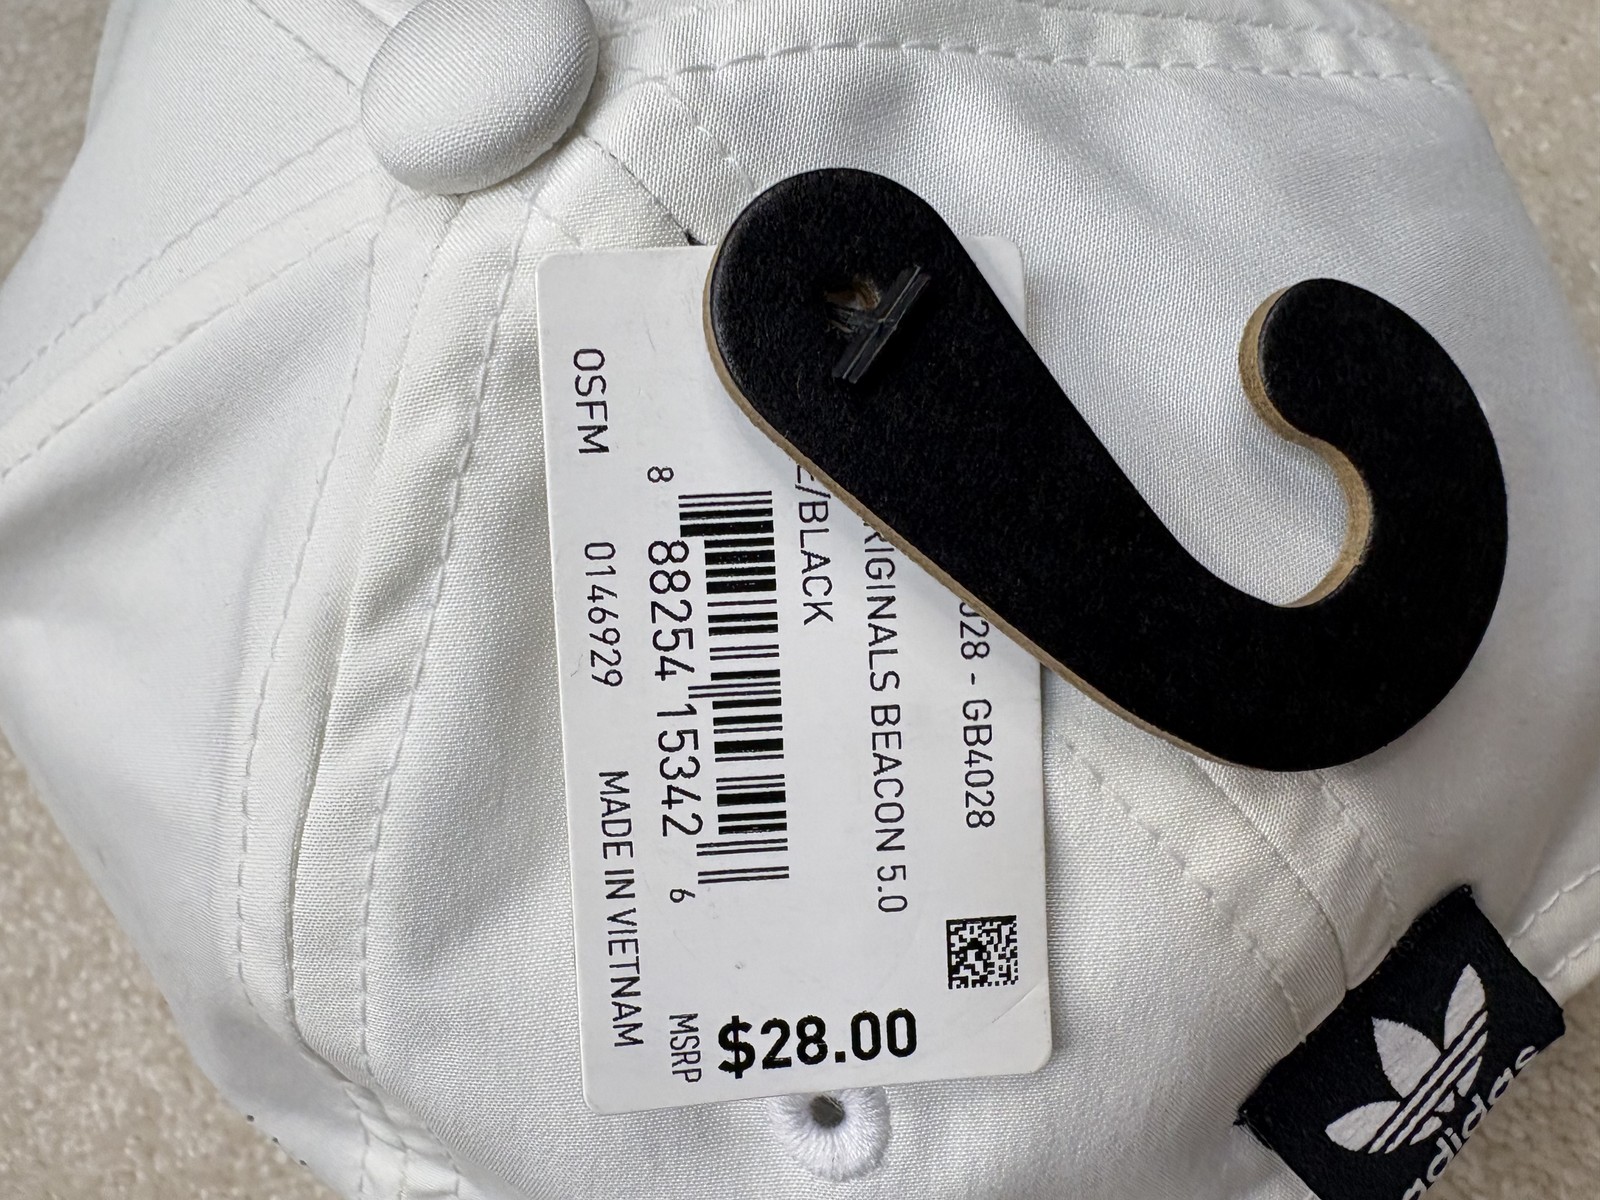 028 - GB4028
RIGINALS BEACON 5.0
E/BLACK
8 88254 15342 6
OSFM 0146929 MADE IN VIETNAM
MSRP
$28.00
adidas